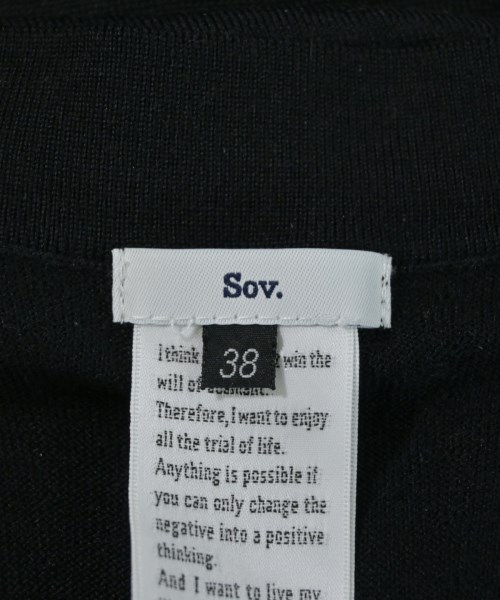 Sov.
38
I think win the
will of
Therefore,I want to enjoy
all the trial of life.
Anything is possible if
you can only change the
negative into a positive
thinking.
And I want to live my